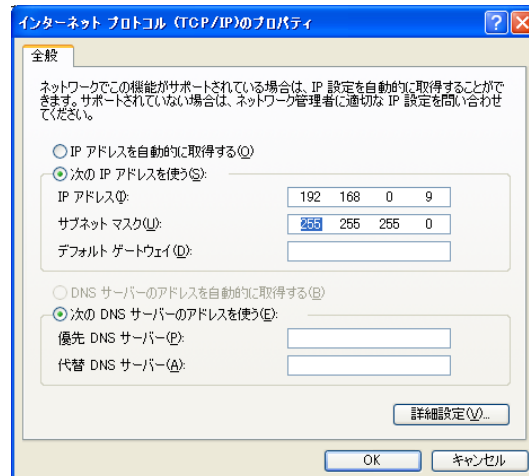 インターネット プロトコル (TCP/IP)のプロパティ
全般
ネットワークでこの機能がサポートされている場合は、IP 設定を自動的に取得することがで
きます。サポートされていない場合は、ネットワーク管理者に適切な IP 設定を問い合わせ
てください。
IP アドレスを自動的に取得する(O)
次の IP アドレスを使う(S):
IP アドレス(I): 192 168 0 9
サブネット マスク(U): 255 255 255 0
デフォルト ゲートウェイ(D):
DNS サーバーのアドレスを自動的に取得する(B)
次の DNS サーバーのアドレスを使う(E):
優先 DNS サーバー(P):
代替 DNS サーバー(A):
詳細設定(V)...
OK キャンセル